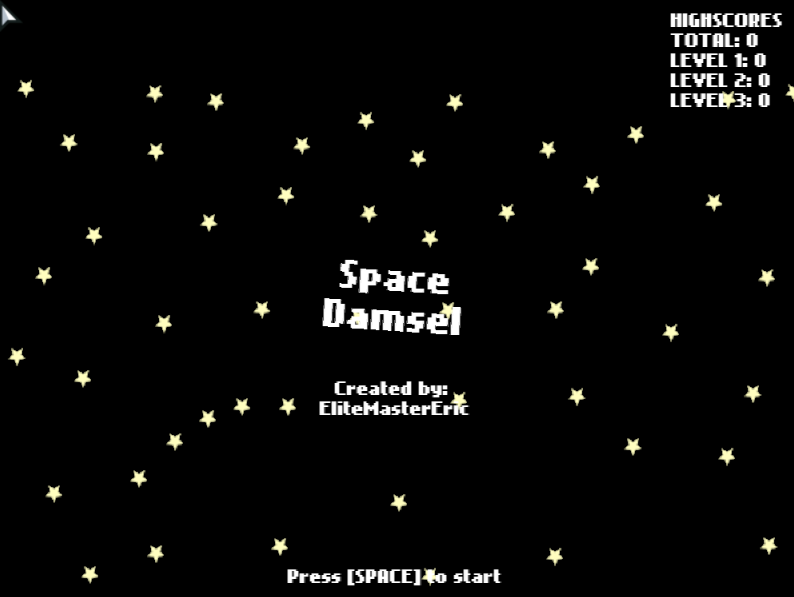 HIGHSCORES
TOTAL: 0
LEVEL 1: 0
LEVEL 2: 0
LEVEL 3: 0
Space
Damsel
Created by:
EliteMasterEric
Press [SPACE] to start